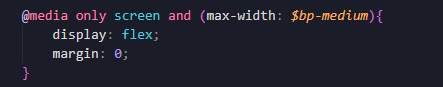 @media only screen and (max-width: $bp-medium){
    display: flex;
    margin: 0;
}